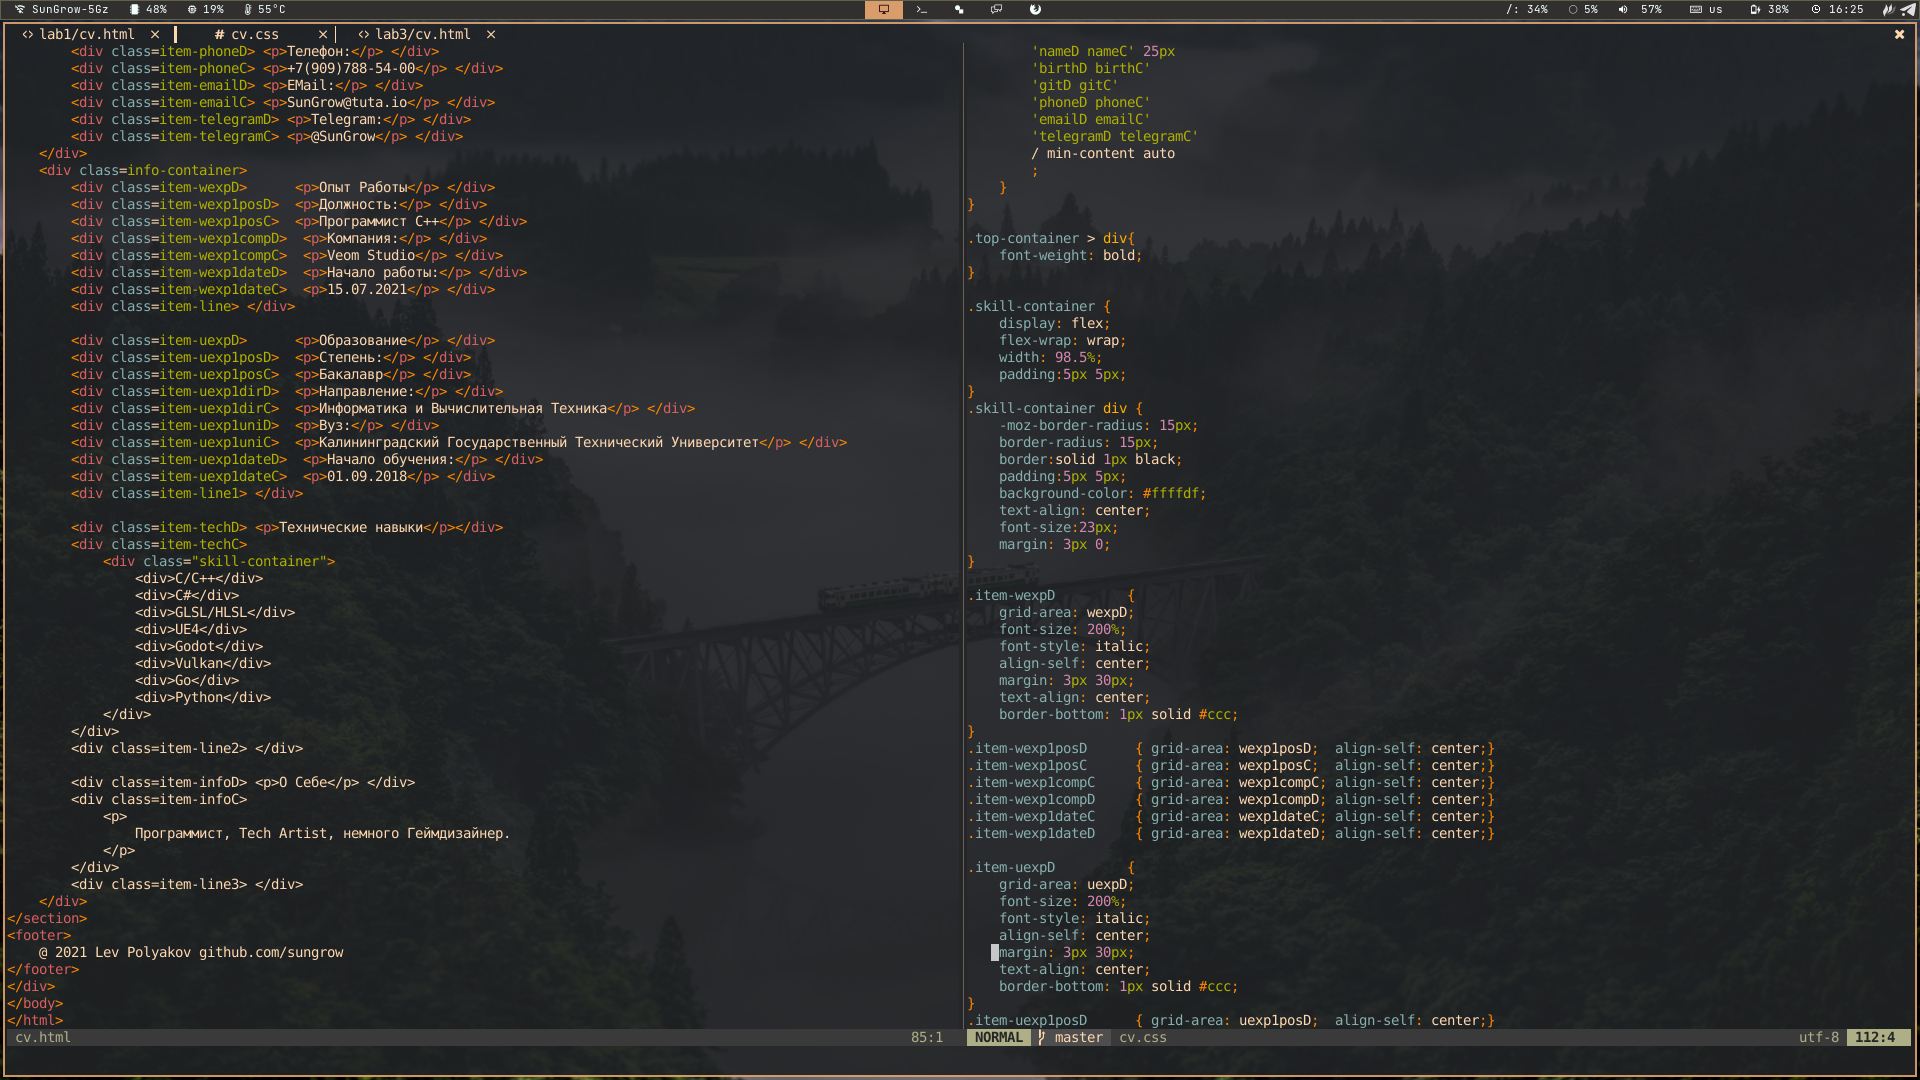 SunGrow-5Gz 48% 19% 55°C /: 34% 5% 57% us 38% 16:25
lab1/cv.html × # cv.css × lab3/cv.html ×
<div class=item-phoneD> <p>Телефон:</p> </div>
<div class=item-phoneC> <p>+7(909)788-54-00</p> </div>
<div class=item-emailD> <p>EMail:</p> </div>
<div class=item-emailC> <p>SunGrow@tuta.io</p> </div>
<div class=item-telegramD> <p>Telegram:</p> </div>
<div class=item-telegramC> <p>@SunGrow</p> </div>
</div>
<div class=info-container>
<div class=item-wexpD> <p>Опыт Работы</p> </div>
<div class=item-wexp1posD> <p>Должность:</p> </div>
<div class=item-wexp1posC> <p>Программист C++</p> </div>
<div class=item-wexp1compD> <p>Компания:</p> </div>
<div class=item-wexp1compC> <p>Veom Studio</p> </div>
<div class=item-wexp1dateD> <p>Начало работы:</p> </div>
<div class=item-wexp1dateC> <p>15.07.2021</p> </div>
<div class=item-line> </div>
<div class=item-uexpD> <p>Образование</p> </div>
<div class=item-uexp1posD> <p>Степень:</p> </div>
<div class=item-uexp1posC> <p>Бакалавр</p> </div>
<div class=item-uexp1dirD> <p>Направление:</p> </div>
<div class=item-uexp1dirC> <p>Информатика и Вычислительная Техника</p> </div>
<div class=item-uexp1uniD> <p>Вуз:</p> </div>
<div class=item-uexp1uniC> <p>Калининградский Государственный Технический Университет</p> </div>
<div class=item-uexp1dateD> <p>Начало обучения:</p> </div>
<div class=item-uexp1dateC> <p>01.09.2018</p> </div>
<div class=item-line1> </div>
<div class=item-techD> <p>Технические навыки</p></div>
<div class=item-techC>
<div class="skill-container">
<div>C/C++</div>
<div>C#</div>
<div>GLSL/HLSL</div>
<div>UE4</div>
<div>Godot</div>
<div>Vulkan</div>
<div>Go</div>
<div>Python</div>
</div>
</div>
<div class=item-line2> </div>
<div class=item-infoD> <p>О Себе</p> </div>
<div class=item-infoC>
<p>
Программист, Tech Artist, немного Геймдизайнер.
</p>
</div>
<div class=item-line3> </div>
</div>
</section>
<footer>
@ 2021 Lev Polyakov github.com/sungrow
</footer>
</div>
</body>
</html>
cv.html 85:1
'nameD nameC' 25px
'birthD birthC'
'gitD gitC'
'phoneD phoneC'
'emailD emailC'
'telegramD telegramC'
/ min-content auto
;
}
}
.top-container > div{
font-weight: bold;
}
.skill-container {
display: flex;
flex-wrap: wrap;
width: 98.5%;
padding:5px 5px;
}
.skill-container div {
-moz-border-radius: 15px;
border-radius: 15px;
border:solid 1px black;
padding:5px 5px;
background-color: #ffffdf;
text-align: center;
font-size:23px;
margin: 3px 0;
}
.item-wexpD {
grid-area: wexpD;
font-size: 200%;
font-style: italic;
align-self: center;
margin: 3px 30px;
text-align: center;
border-bottom: 1px solid #ccc;
}
.item-wexp1posD { grid-area: wexp1posD; align-self: center;}
.item-wexp1posC { grid-area: wexp1posC; align-self: center;}
.item-wexp1compC { grid-area: wexp1compC; align-self: center;}
.item-wexp1compD { grid-area: wexp1compD; align-self: center;}
.item-wexp1dateC { grid-area: wexp1dateC; align-self: center;}
.item-wexp1dateD { grid-area: wexp1dateD; align-self: center;}
.item-uexpD {
grid-area: uexpD;
font-size: 200%;
font-style: italic;
align-self: center;
margin: 3px 30px;
text-align: center;
border-bottom: 1px solid #ccc;
}
.item-uexp1posD { grid-area: uexp1posD; align-self: center;}
NORMAL master cv.css utf-8 112:4